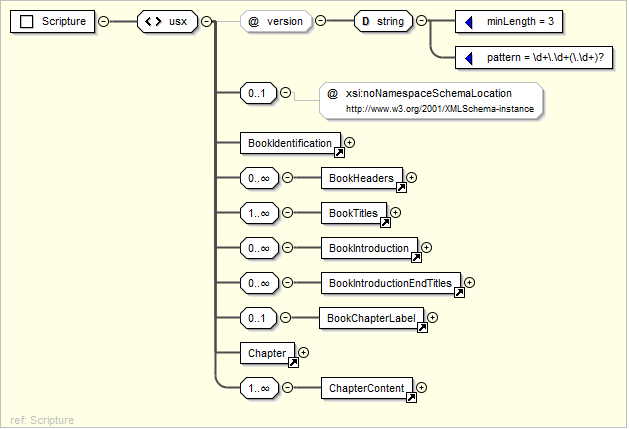 Scripture
< > usx
@ version
D string
minLength = 3
pattern = \d+\.\d+(\.\d+)?
0..1
@ xsi:noNamespaceSchemaLocation
http://www.w3.org/2001/XMLSchema-instance
BookIdentification
0..∞ BookHeaders
1..∞ BookTitles
0..∞ BookIntroduction
0..∞ BookIntroductionEndTitles
0..1 BookChapterLabel
Chapter
1..∞ ChapterContent
ref: Scripture